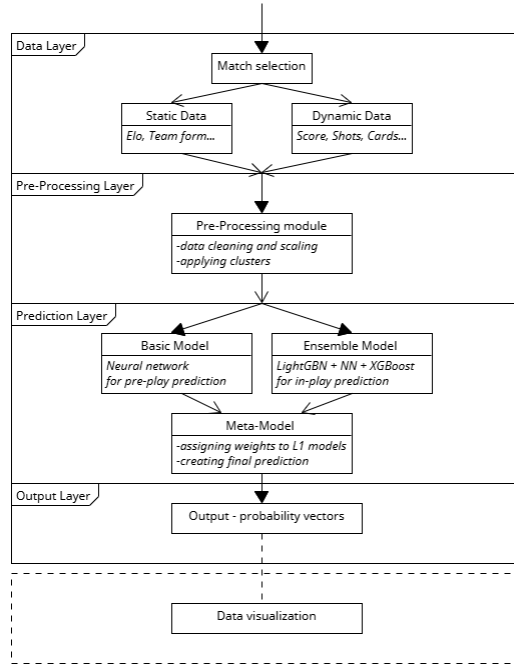 Data Layer
Match selection
Static Data
Elo, Team form...
Dynamic Data
Score, Shots, Cards...
Pre-Processing Layer
Pre-Processing module
-data cleaning and scaling
-applying clusters
Prediction Layer
Basic Model
Neural network
for pre-play prediction
Ensemble Model
LightGBN + NN + XGBoost
for in-play prediction
Meta-Model
-assigning weights to L1 models
-creating final prediction
Output Layer
Output - probability vectors
Data visualization